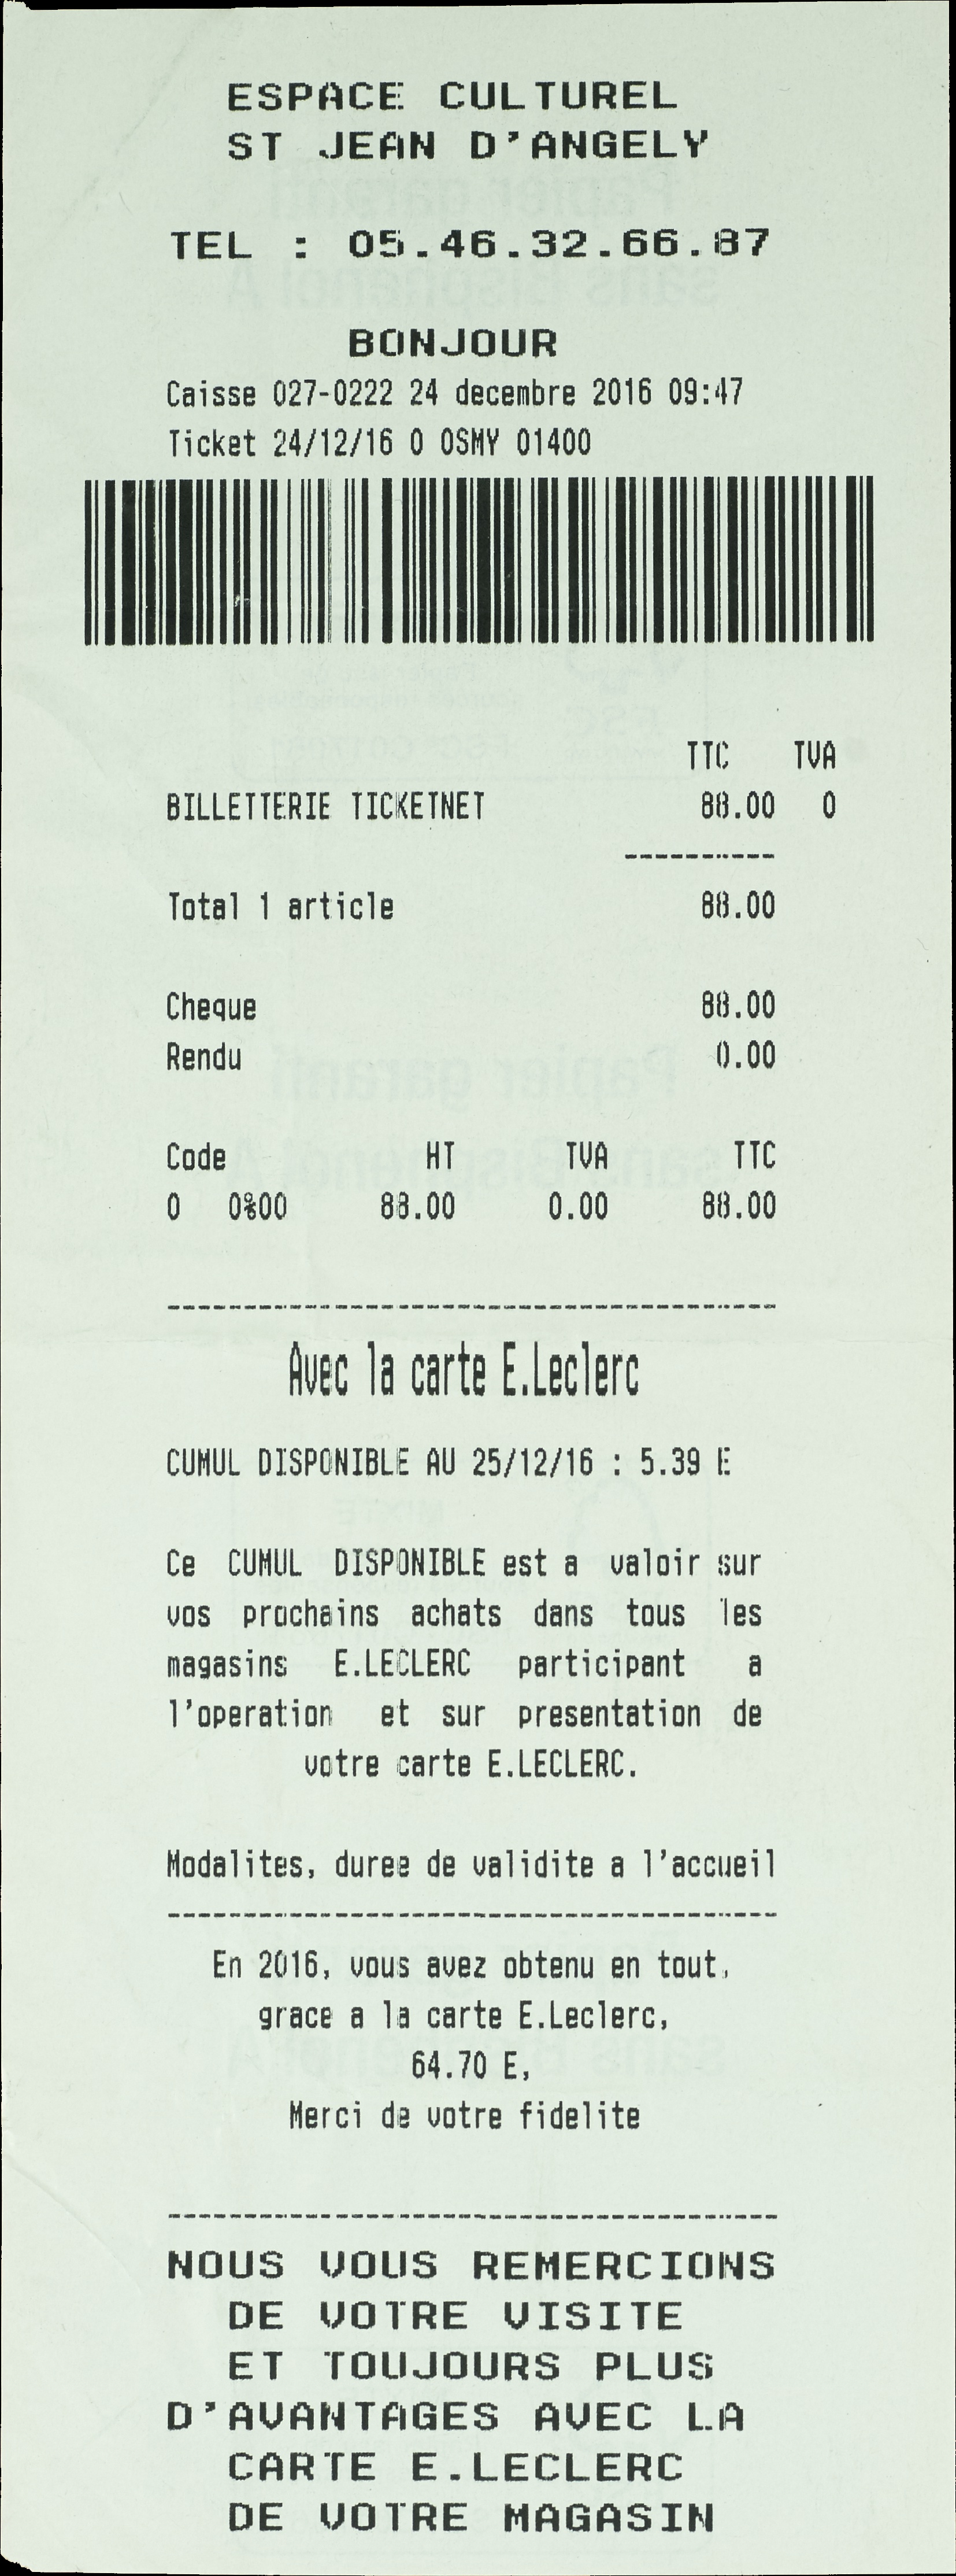 ESPACE CULTUREL
ST JEAN D'ANGELY
TEL : 05.46.32.66.87
BONJOUR
Caisse 027-0222 24 decembre 2016 09:47
Ticket 24/12/16 0 OSMY 01400
TTC TVA
BILLETTERIE TICKETNET 88.00 0
----------
Total 1 article 88.00
Cheque 88.00
Rendu 0.00
Code HT TVA TTC
0 0%00 88.00 0.00 88.00
----------------------------------------
Avec la carte E.Leclerc
CUMUL DISPONIBLE AU 25/12/16 : 5.39 E
Ce CUMUL DISPONIBLE est a valoir sur
vos prochains achats dans tous les
magasins E.LECLERC participant a
l'operation et sur presentation de
votre carte E.LECLERC.
Modalites, duree de validite a l'accueil
----------------------------------------
En 2016, vous avez obtenu en tout,
grace a la carte E.Leclerc,
64.70 E,
Merci de votre fidelite
----------------------------------------
NOUS VOUS REMERCIONS
DE VOTRE VISITE
ET TOUJOURS PLUS
D'AVANTAGES AVEC LA
CARTE E.LECLERC
DE VOTRE MAGASIN